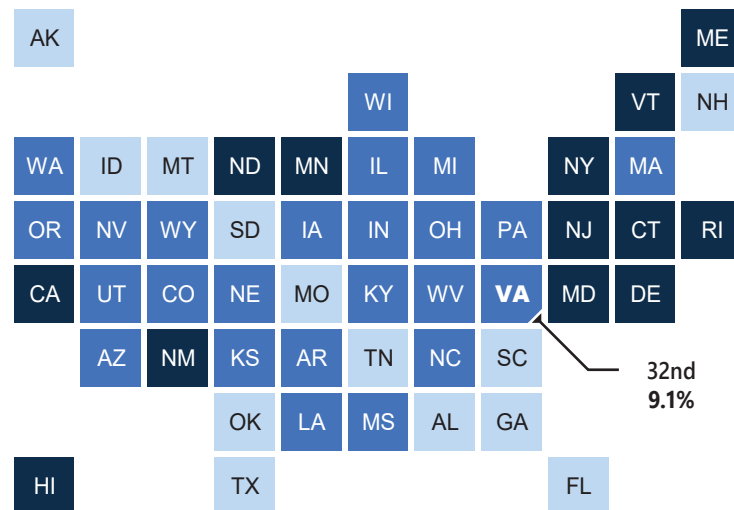 AK ME
WI VT NH
WA ID MT ND MN IL MI NY MA
OR NV WY SD IA IN OH PA NJ CT RI
CA UT CO NE MO KY WV VA MD DE
AZ NM KS AR TN NC SC
32nd
9.1%
OK LA MS AL GA
HI TX FL